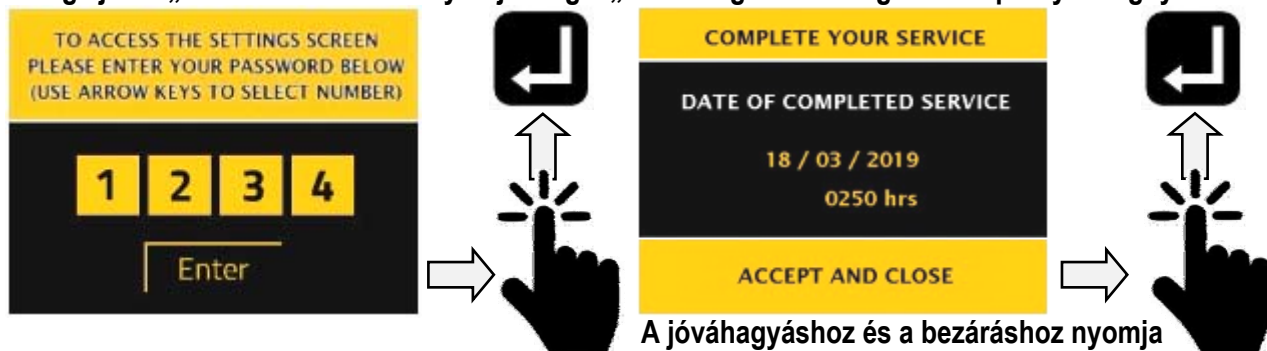 TO ACCESS THE SETTINGS SCREEN
PLEASE ENTER YOUR PASSWORD BELOW
(USE ARROW KEYS TO SELECT NUMBER)
1 2 3 4
Enter
COMPLETE YOUR SERVICE
DATE OF COMPLETED SERVICE
18 / 03 / 2019
0250 hrs
ACCEPT AND CLOSE
A jóváhagyáshoz és a bezáráshoz nyomja